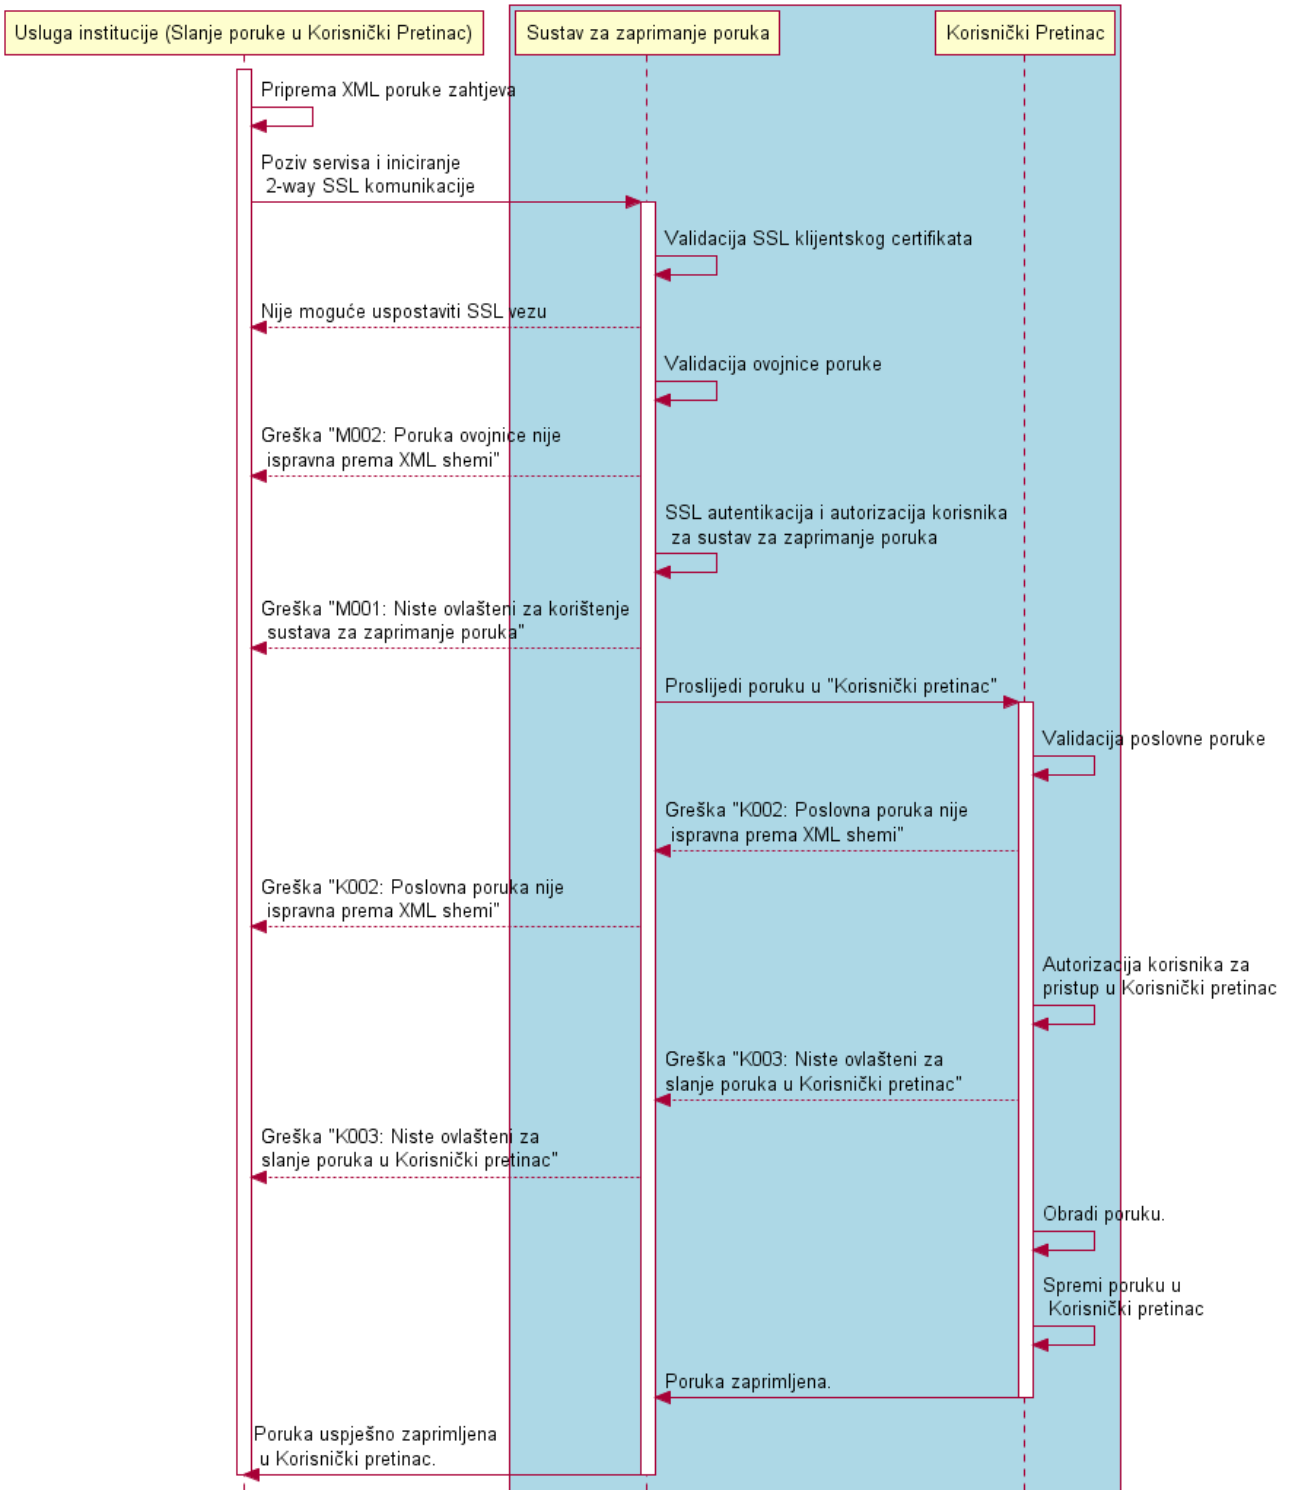 Usluga institucije (Slanje poruke u Korisnički Pretinac)
Sustav za zaprimanje poruka
Korisnički Pretinac
Priprema XML poruke zahtjeva
Poziv servisa i iniciranje
2-way SSL komunikacije
Validacija SSL klijentskog certifikata
Nije moguće uspostaviti SSL vezu
Validacija ovojnice poruke
Greška "M002: Poruka ovojnice nije
ispravna prema XML shemi"
SSL autentikacija i autorizacija korisnika
za sustav za zaprimanje poruka
Greška "M001: Niste ovlašteni za korištenje
sustava za zaprimanje poruka"
Proslijedi poruku u "Korisnički pretinac"
Validacija poslovne poruke
Greška "K002: Poslovna poruka nije
ispravna prema XML shemi"
Greška "K002: Poslovna poruka nije
ispravna prema XML shemi"
Autorizacija korisnika za
pristup u Korisnički pretinac
Greška "K003: Niste ovlašteni za
slanje poruka u Korisnički pretinac"
Greška "K003: Niste ovlašteni za
slanje poruka u Korisnički pretinac"
Obradi poruku.
Spremi poruku u
Korisnički pretinac
Poruka zaprimljena.
Poruka uspješno zaprimljena
u Korisnički pretinac.